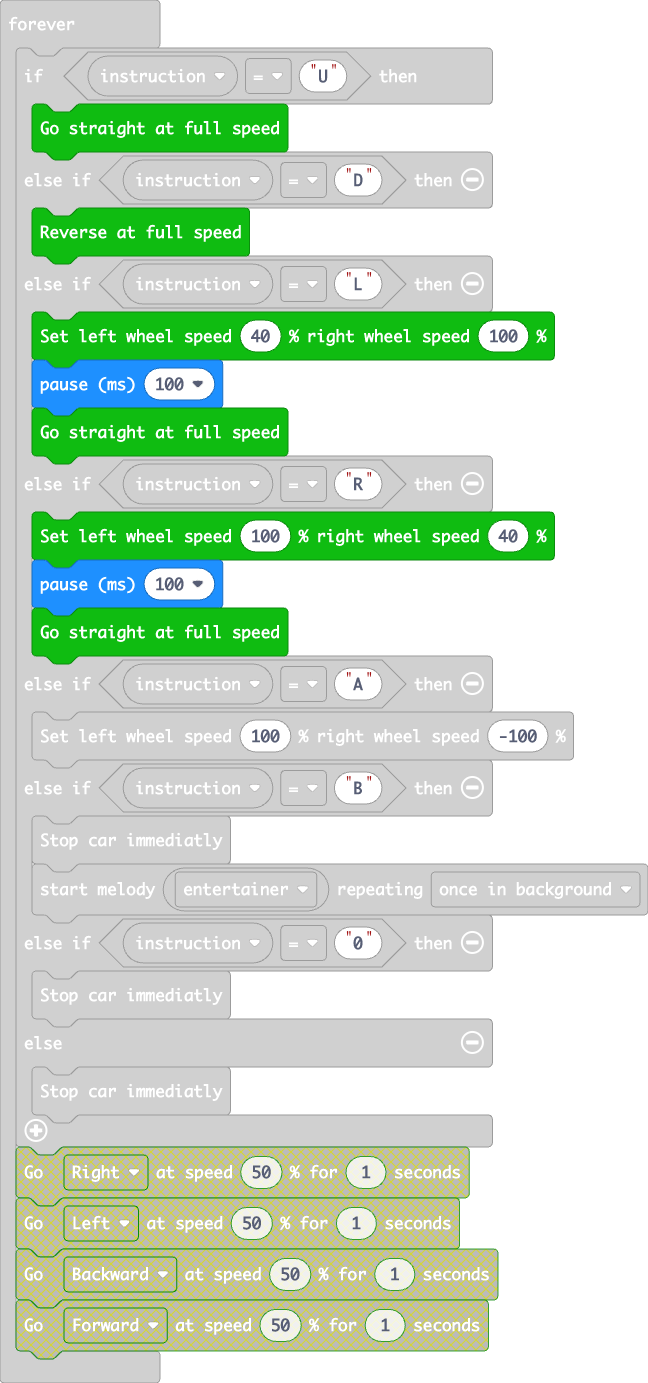 forever
if instruction = "U" then
Go straight at full speed
else if instruction = "D" then
Reverse at full speed
else if instruction = "L" then
Set left wheel speed 40 % right wheel speed 100 %
pause (ms) 100
Go straight at full speed
else if instruction = "R" then
Set left wheel speed 100 % right wheel speed 40 %
pause (ms) 100
Go straight at full speed
else if instruction = "A" then
Set left wheel speed 100 % right wheel speed -100 %
else if instruction = "B" then
Stop car immediatly
start melody entertainer repeating once in background
else if instruction = "0" then
Stop car immediatly
else
Stop car immediatly
Go Right at speed 50 % for 1 seconds
Go Left at speed 50 % for 1 seconds
Go Backward at speed 50 % for 1 seconds
Go Forward at speed 50 % for 1 seconds